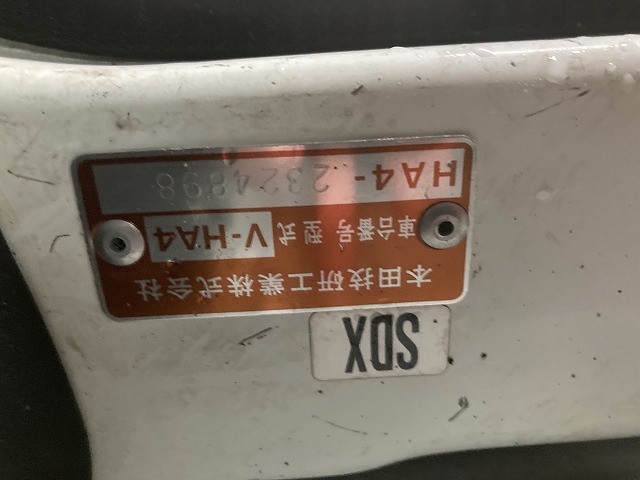 SDX
本田技研工業株式会社
車台番号 型式 V-HA4
HA4-2324898